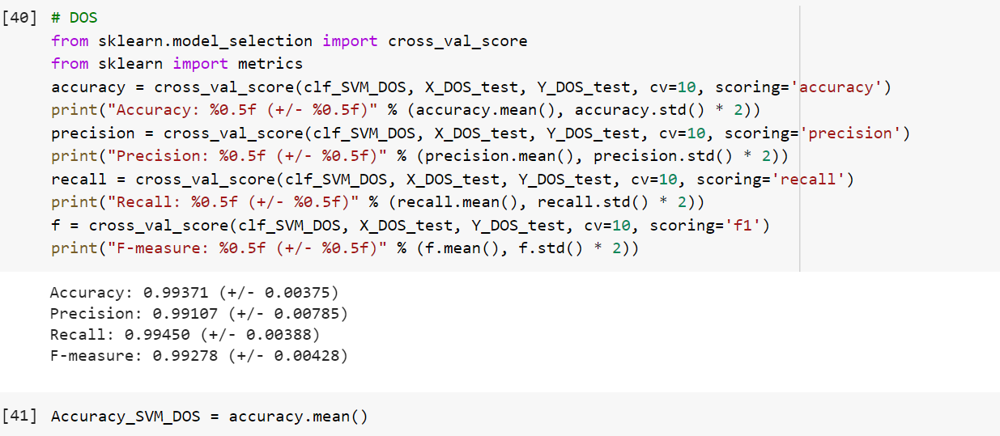 [40] # DOS
from sklearn.model_selection import cross_val_score
from sklearn import metrics
accuracy = cross_val_score(clf_SVM_DOS, X_DOS_test, Y_DOS_test, cv=10, scoring='accuracy')
print("Accuracy: %0.5f (+/- %0.5f)" % (accuracy.mean(), accuracy.std() * 2))
precision = cross_val_score(clf_SVM_DOS, X_DOS_test, Y_DOS_test, cv=10, scoring='precision')
print("Precision: %0.5f (+/- %0.5f)" % (precision.mean(), precision.std() * 2))
recall = cross_val_score(clf_SVM_DOS, X_DOS_test, Y_DOS_test, cv=10, scoring='recall')
print("Recall: %0.5f (+/- %0.5f)" % (recall.mean(), recall.std() * 2))
f = cross_val_score(clf_SVM_DOS, X_DOS_test, Y_DOS_test, cv=10, scoring='f1')
print("F-measure: %0.5f (+/- %0.5f)" % (f.mean(), f.std() * 2))
Accuracy: 0.99371 (+/- 0.00375)
Precision: 0.99107 (+/- 0.00785)
Recall: 0.99450 (+/- 0.00388)
F-measure: 0.99278 (+/- 0.00428)
[41] Accuracy_SVM_DOS = accuracy.mean()